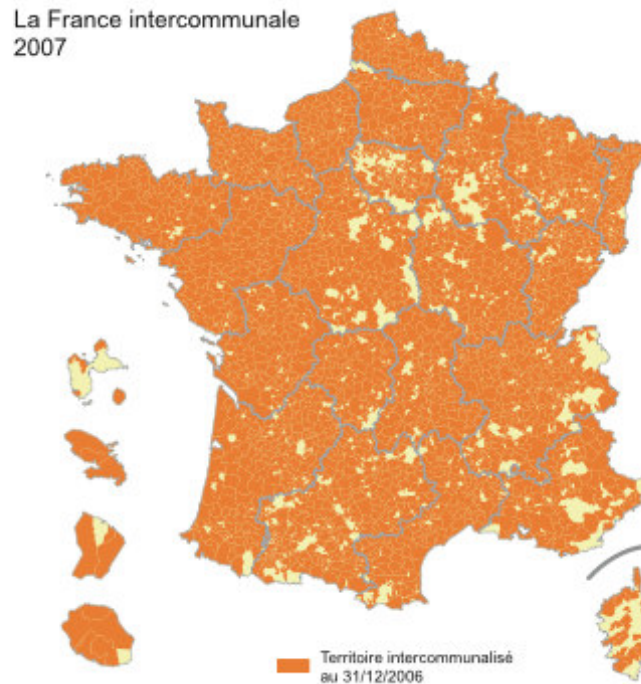 La France intercommunale
2007
Territoire intercommunalisé
au 31/12/2006